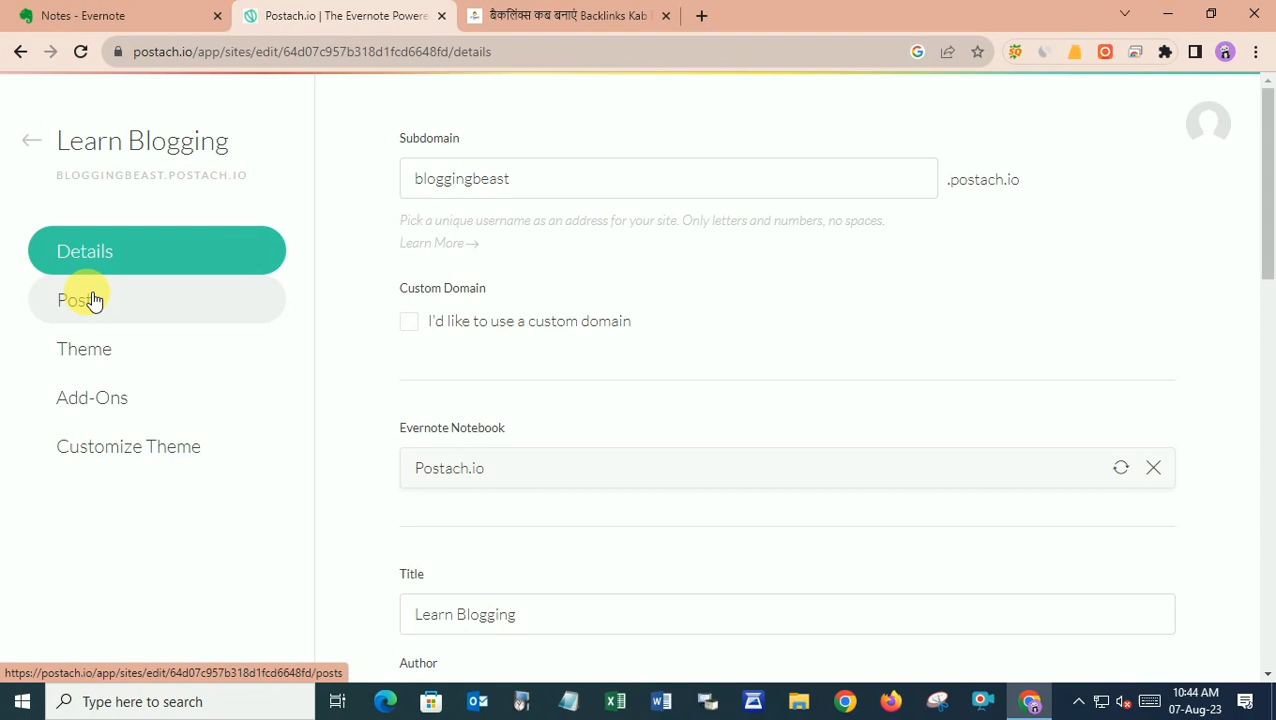 Notes - Evernote
Postach.io | The Evernote Powere
बैकलिंक्स कब बनाएं Backlinks Kab
postach.io/app/sites/edit/64d07c957b318d1fcd6648fd/details
Learn Blogging
BLOGGINGBEAST.POSTACH.IO
Details
Posts
Theme
Add-Ons
Customize Theme
Subdomain
bloggingbeast
.postach.io
Pick a unique username as an address for your site. Only letters and numbers, no spaces.
Learn More→
Custom Domain
I'd like to use a custom domain
Evernote Notebook
Postach.io
Title
Learn Blogging
Author
https://postach.io/app/sites/edit/64d07c957b318d1fcd6648fd/posts
Type here to search
10:44 AM
07-Aug-23